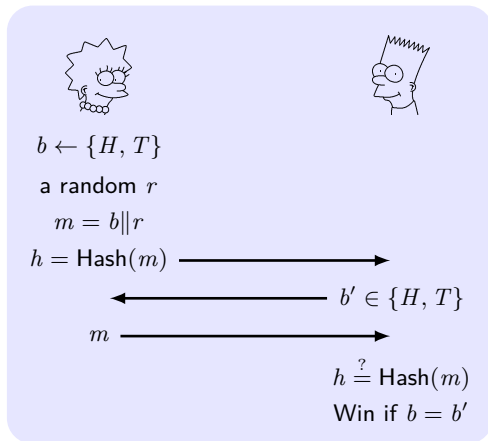 b ← {H, T}
a random r
m = b∥r
h = Hash(m)
b′ ∈ {H, T}
m
h ≟ Hash(m)
Win if b = b′